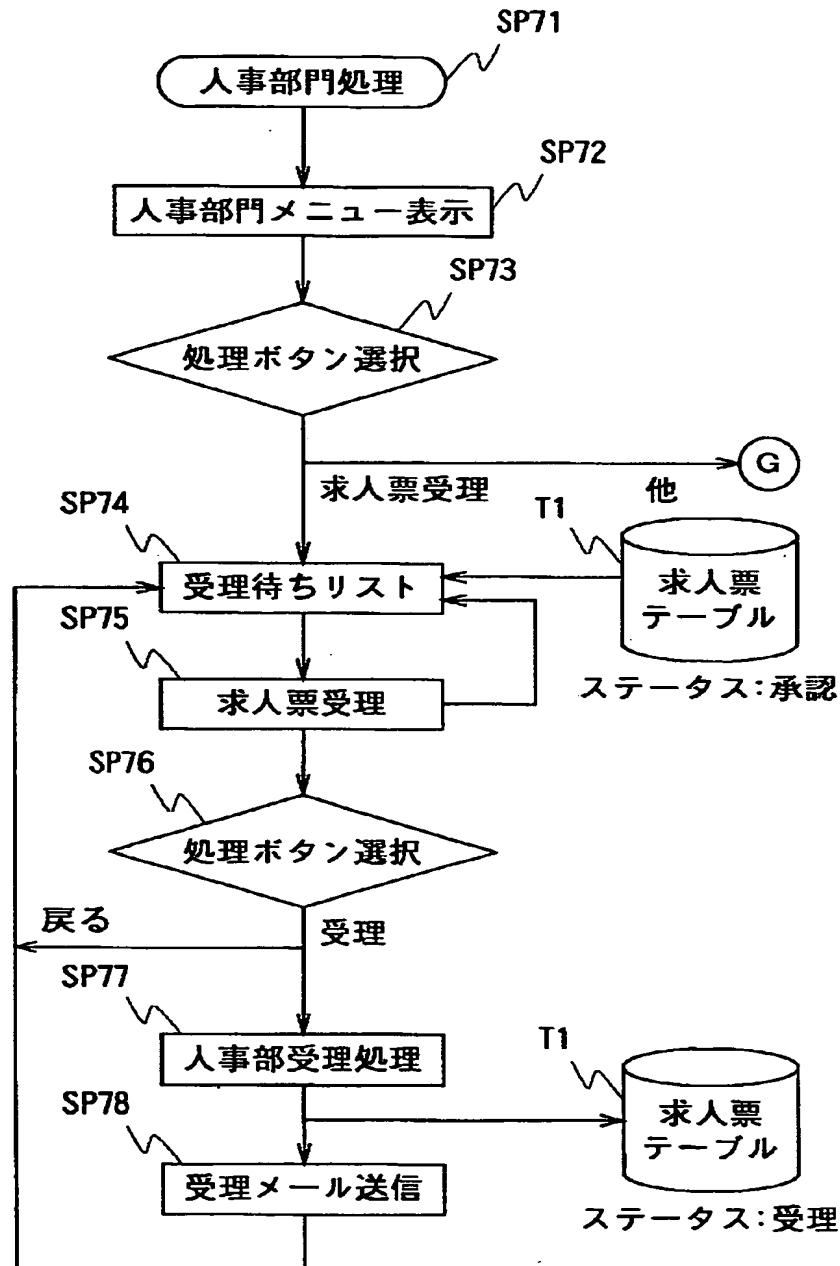 SP71
人事部門処理
SP72
人事部門メニュー表示
SP73
処理ボタン選択
G
求人票受理
他
SP74
T1
受理待ちリスト
求人票
テーブル
SP75
ステータス:承認
求人票受理
SP76
処理ボタン選択
戻る
受理
SP77
T1
人事部受理処理
求人票
テーブル
SP78
受理メール送信
ステータス:受理